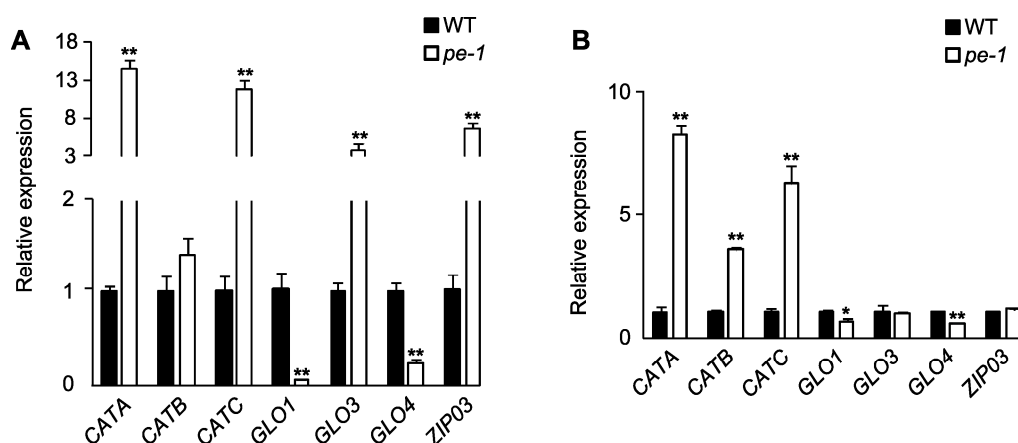 A
WT
pe-1
Relative expression
18
13
8
3
2
1
0
**
**
**
**
**
**
CATA
CATB
CATC
GLO1
GLO3
GLO4
ZIP03
B
WT
pe-1
Relative expression
10
5
0
**
**
**
*
**
CATA
CATB
CATC
GLO1
GLO3
GLO4
ZIP03